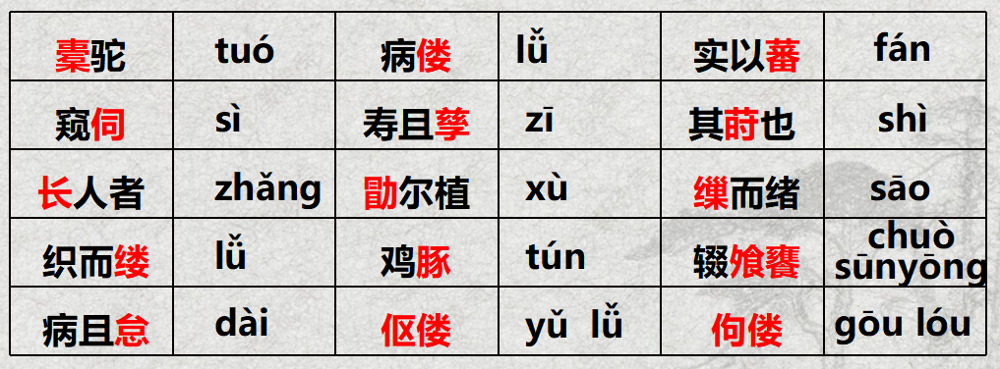 橐驼 tuó 病偻 lǚ 实以蕃 fán
窥伺 sì 寿且孳 zī 其莳也 shì
长人者 zhǎng 勖尔植 xù 缫而绪 sāo
织而缕 lǚ 鸡豚 tún 辍飧饔 chuò
sūnyōng
病且怠 dài 伛偻 yǔ lǚ 佝偻 gōu lóu